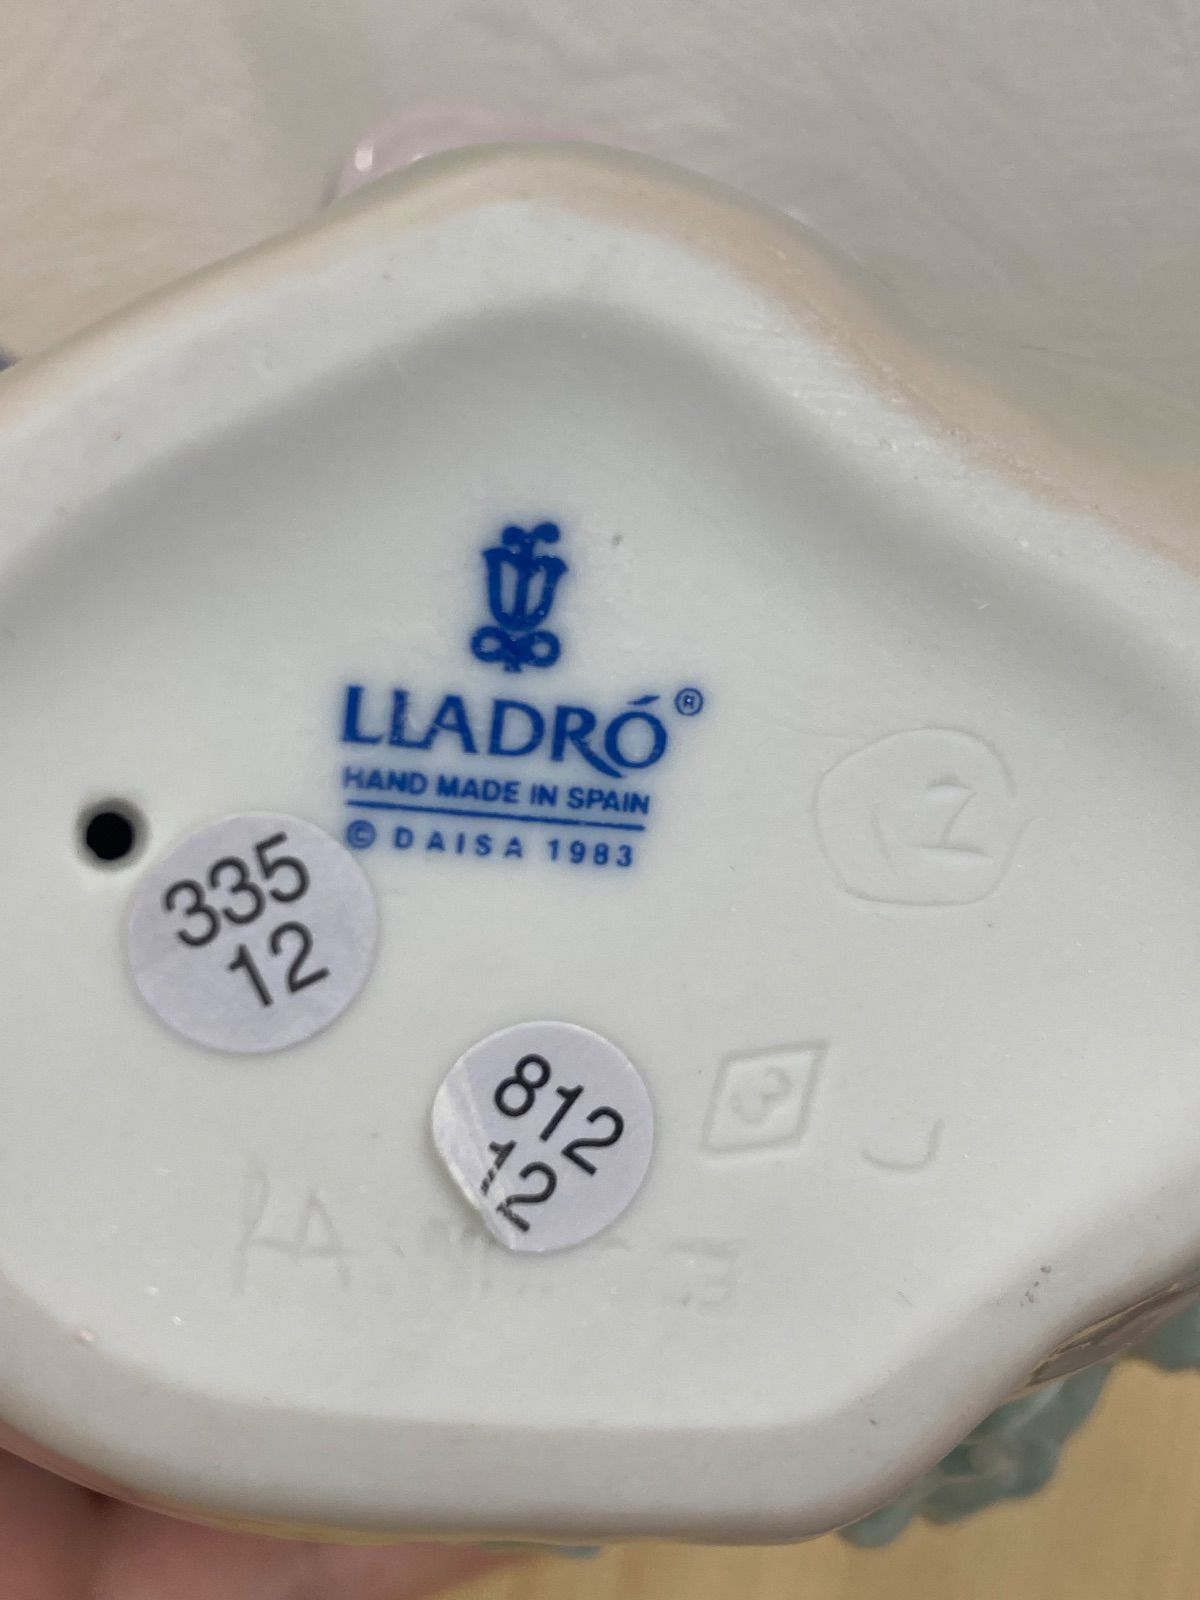 LLADRÓ®
HAND MADE IN SPAIN
© DAISA 1983
335
12
812
12